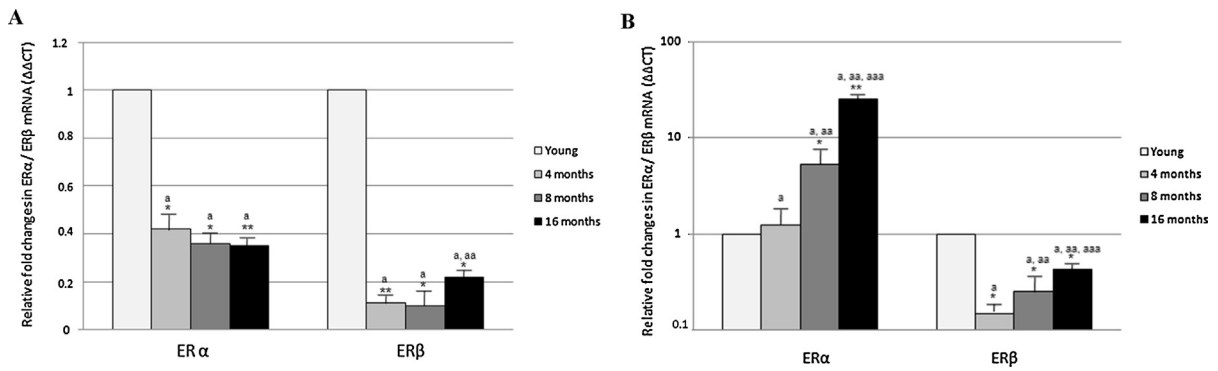 A
Relative fold changes in ERα/ ERβ mRNA (ΔΔCT)
1.2
1
0.8
0.6
0.4
0.2
0
a
*
a
*
a
**
a
**
a
*
a, aa
*
ER α
ERβ
Young
4 months
8 months
16 months
B
Relative fold changes in ERα/ ERβ mRNA (ΔΔCT)
100
10
1
0.1
a
a, aa
*
a, aa, aaa
**
a
*
a, aa
*
a, aa, aaa
*
ERα
ERβ
Young
4 months
8 months
16 months